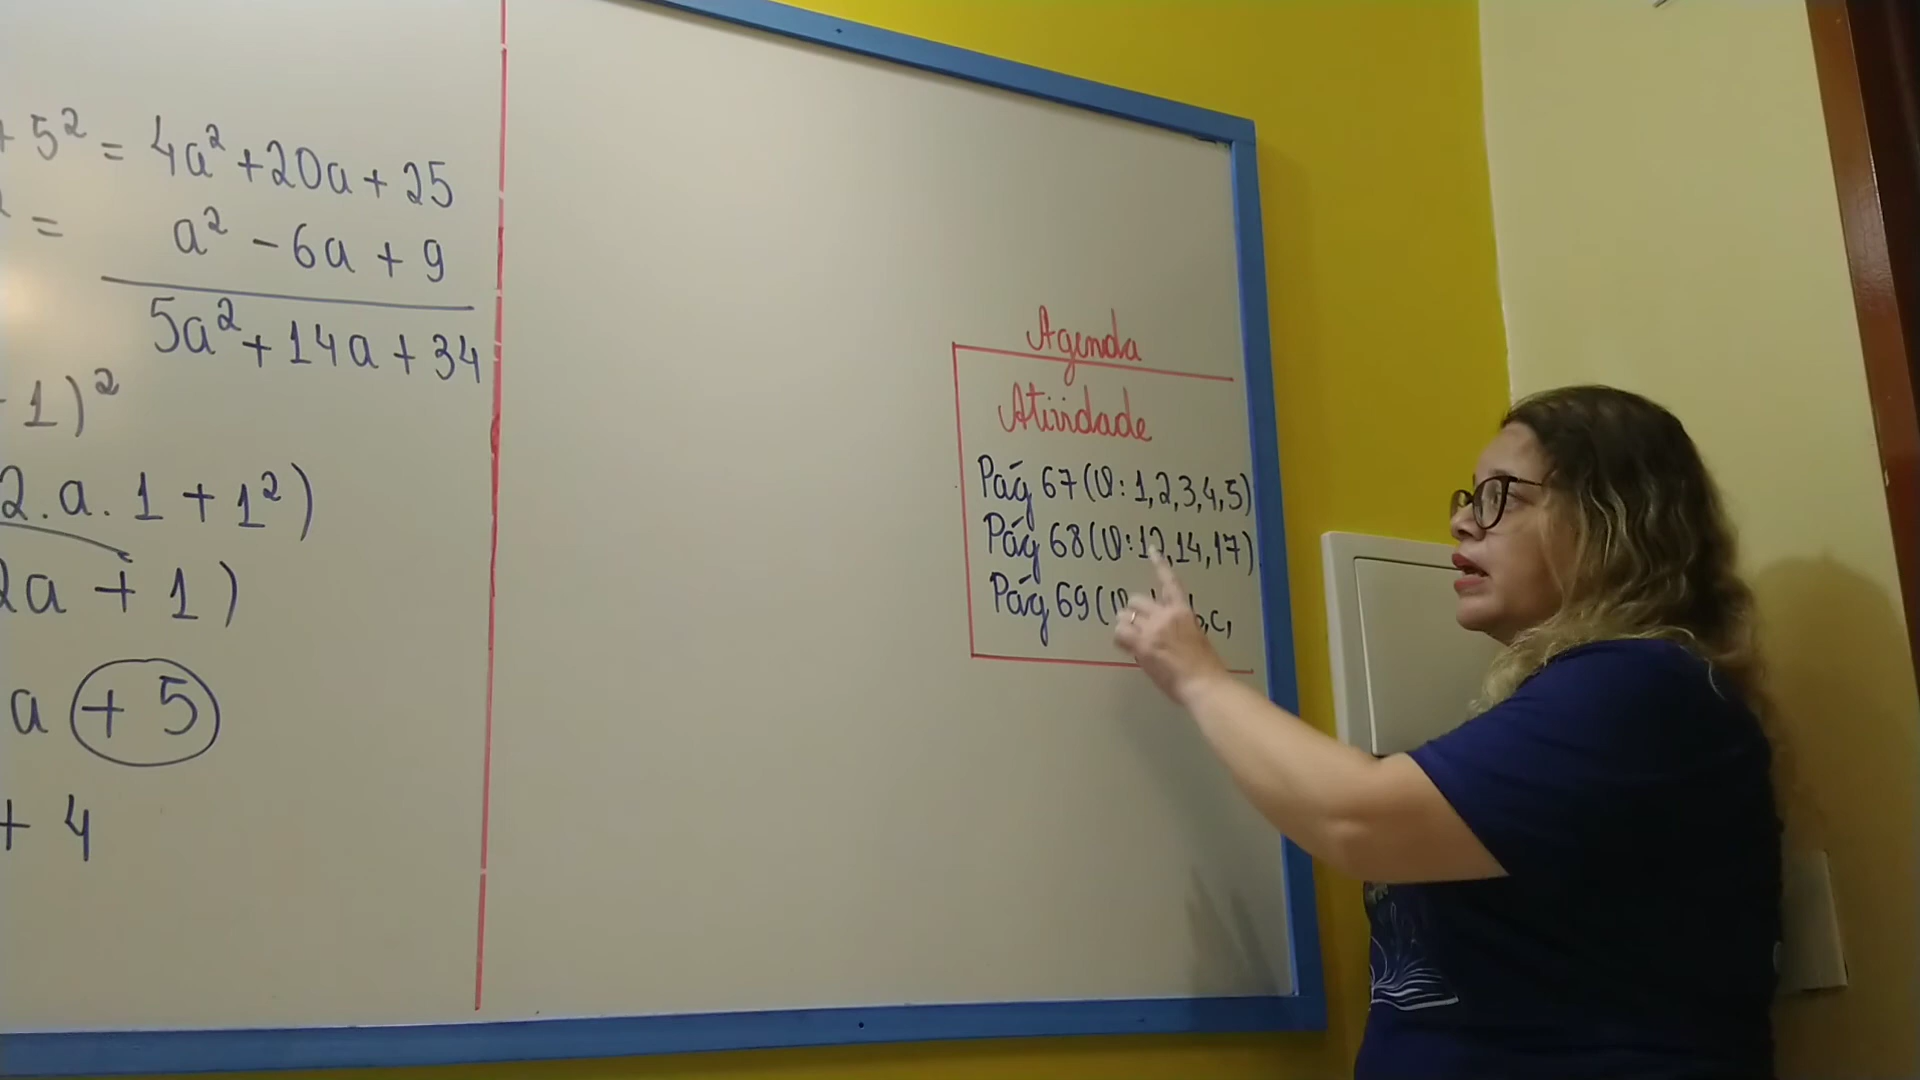 + 5² = 4a² + 20a + 25
² = a² - 6a + 9
5a² + 14a + 34
1)²
2.a.1 + 1²)
2a + 1)
a + 5
+ 4
Agenda
Atividade
Pág 67 (Q: 1,2,3,4,5)
Pág 68 (Q: 12,14,17)
Pág 69 (Q b,c,